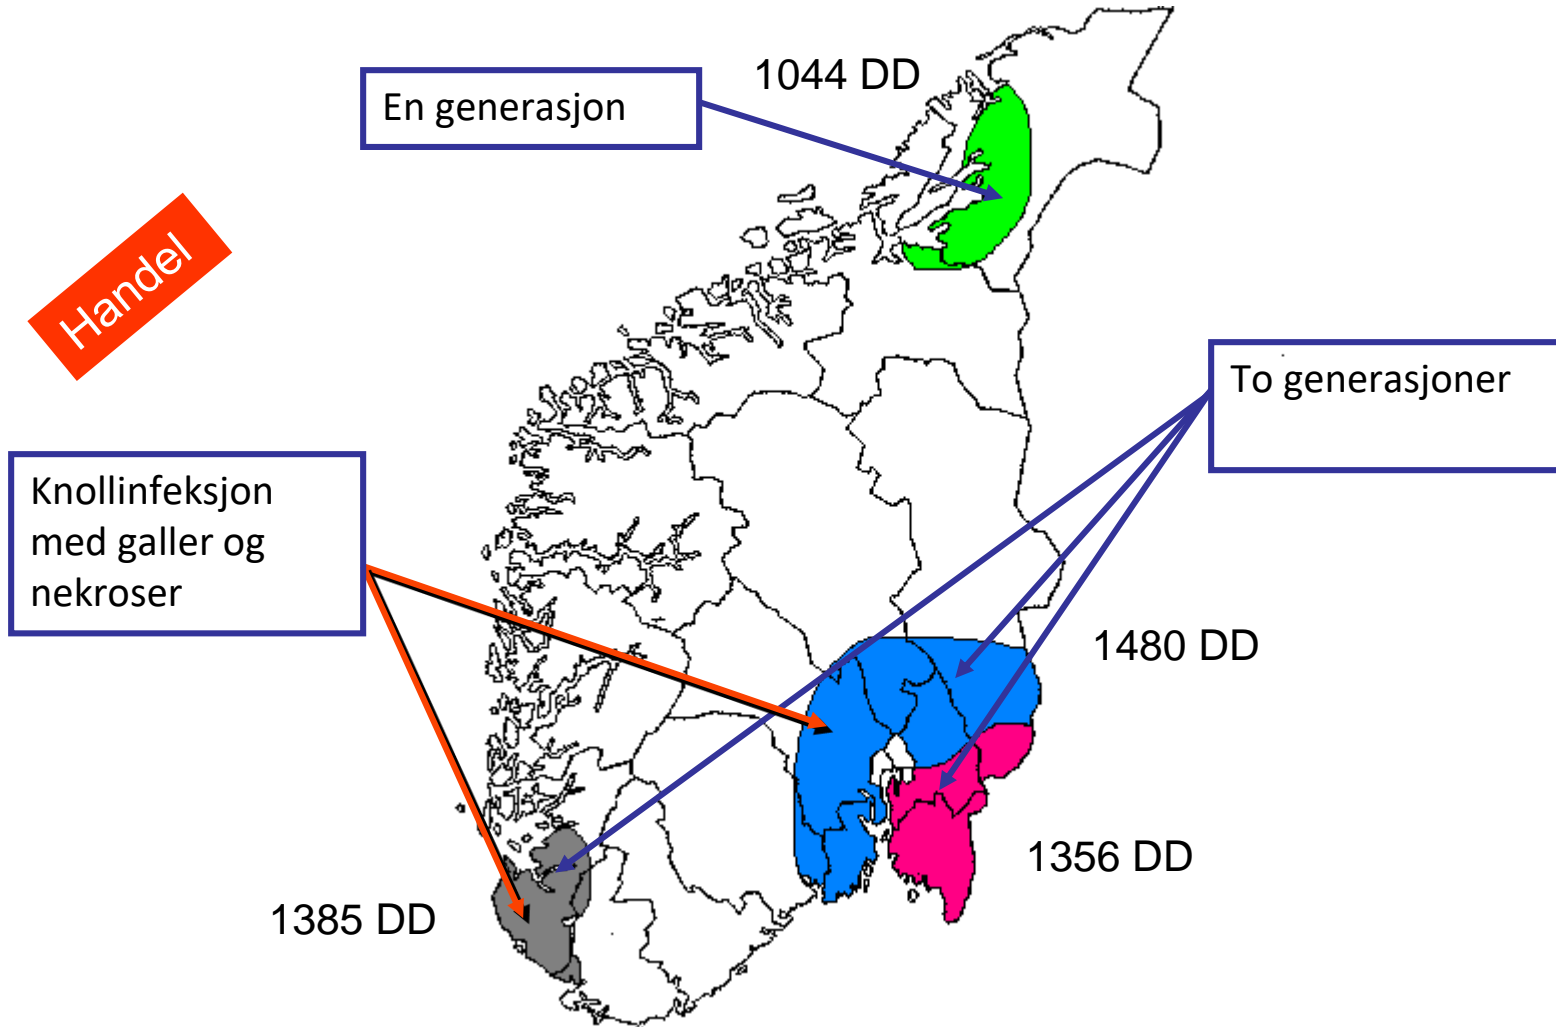 1044 DD
En generasjon
Handel
To generasjoner
Knollinfeksjon
med galler og
nekroser
1480 DD
1356 DD
1385 DD